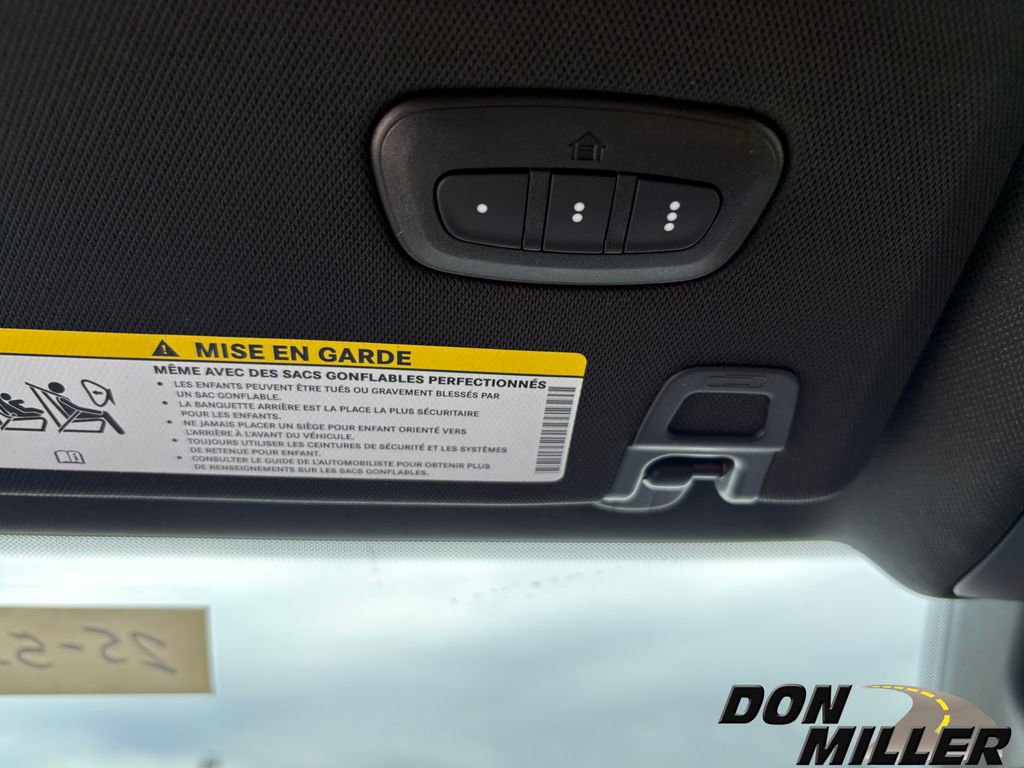 MISE EN GARDE
MÊME AVEC DES SACS GONFLABLES PERFECTIONNÉS
• LES ENFANTS PEUVENT ÊTRE TUÉS OU GRAVEMENT BLESSÉS PAR
UN SAC GONFLABLE.
• LA BANQUETTE ARRIÈRE EST LA PLACE LA PLUS SÉCURITAIRE
POUR LES ENFANTS.
• NE JAMAIS PLACER UN SIÈGE POUR ENFANT ORIENTÉ VERS
L'ARRIÈRE À L'AVANT DU VÉHICULE.
• TOUJOURS UTILISER LES CEINTURES DE SÉCURITÉ ET LES SYSTÈMES
DE RETENUE POUR ENFANT.
• CONSULTER LE GUIDE DE L'AUTOMOBILISTE POUR OBTENIR PLUS
DE RENSEIGNEMENTS SUR LES SACS GONFLABLES.
DON
MILLER